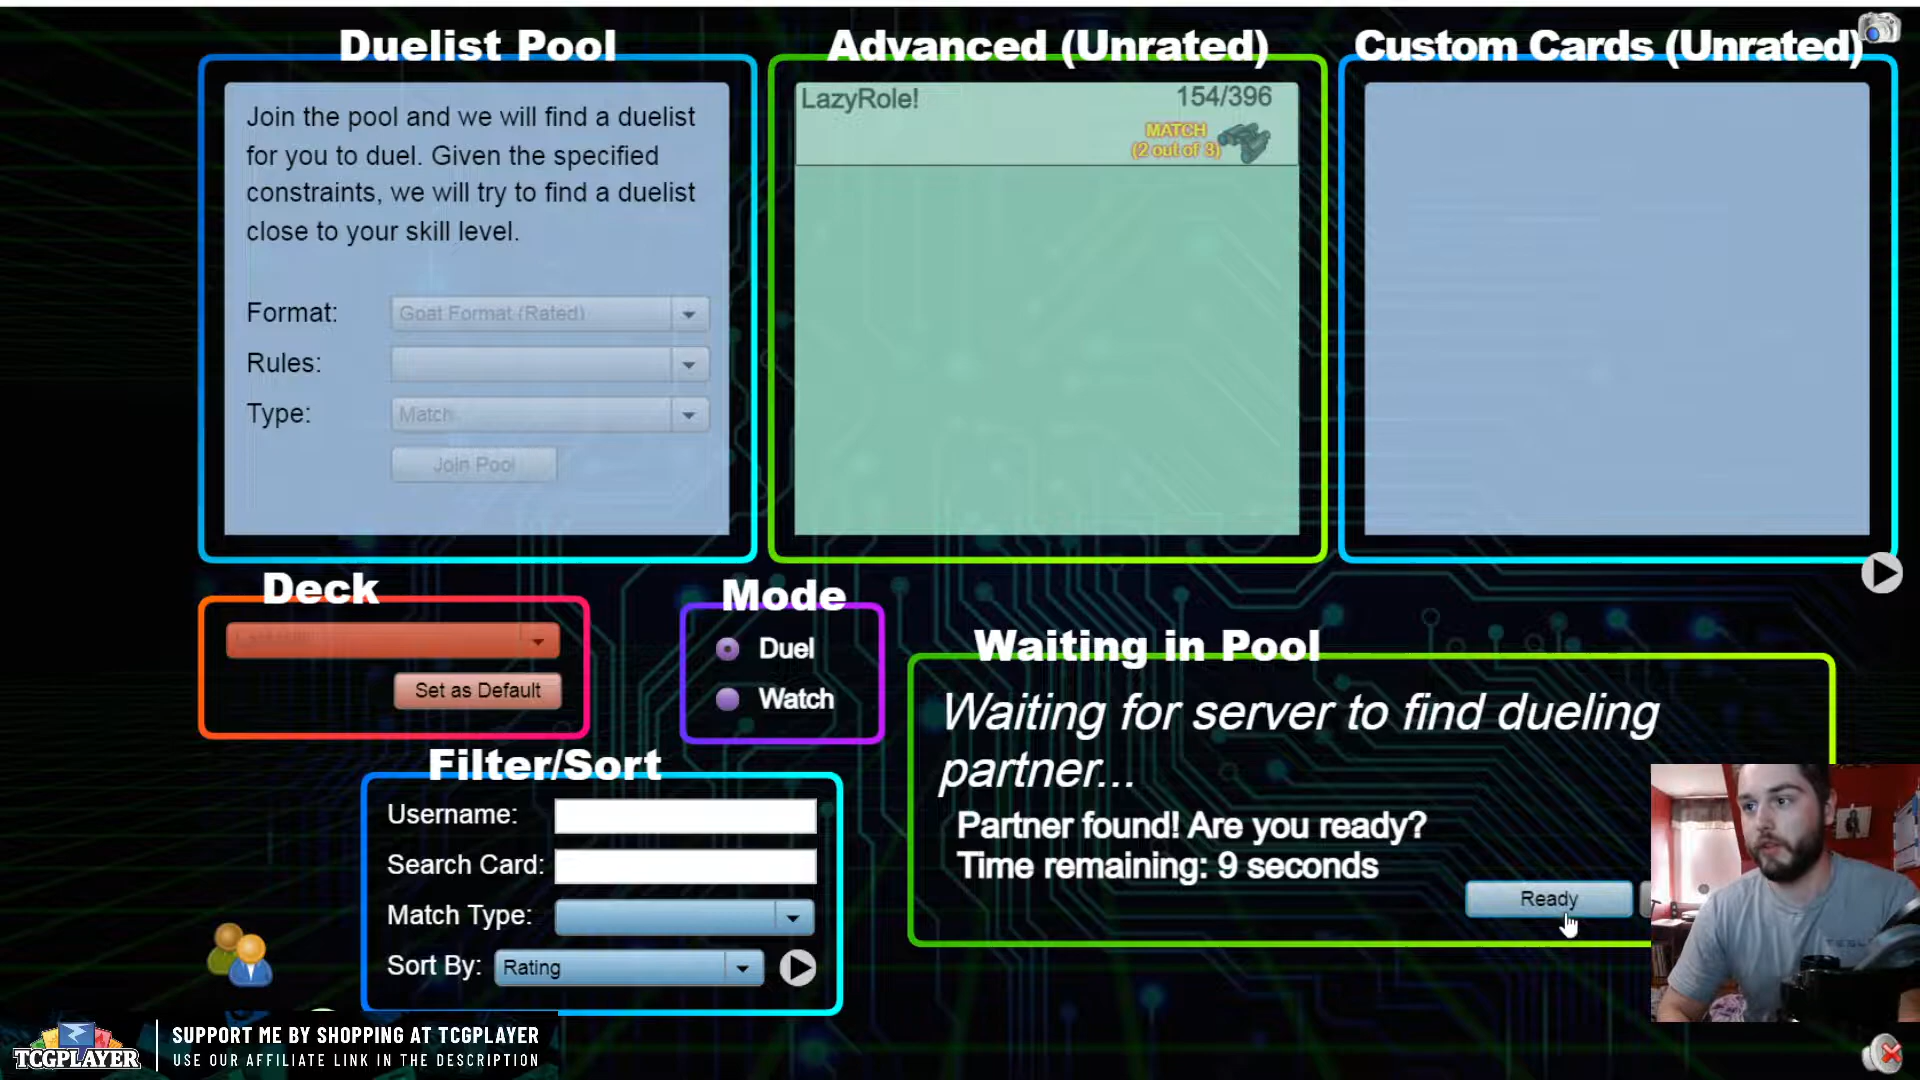 Duelist Pool
Join the pool and we will find a duelist
for you to duel. Given the specified
constraints, we will try to find a duelist
close to your skill level.
Format: Goat Format (Rated)
Rules:
Type: Match
Join Pool
Advanced (Unrated)
LazyRole! 154/396
MATCH
(2 out of 3)
Custom Cards (Unrated)
Deck
Set as Default
Mode
Duel
Watch
Filter/Sort
Username:
Search Card:
Match Type:
Sort By: Rating
Waiting in Pool
Waiting for server to find dueling
partner...
Partner found! Are you ready?
Time remaining: 9 seconds
Ready
TCGPLAYER
SUPPORT ME BY SHOPPING AT TCGPLAYER
USE OUR AFFILIATE LINK IN THE DESCRIPTION